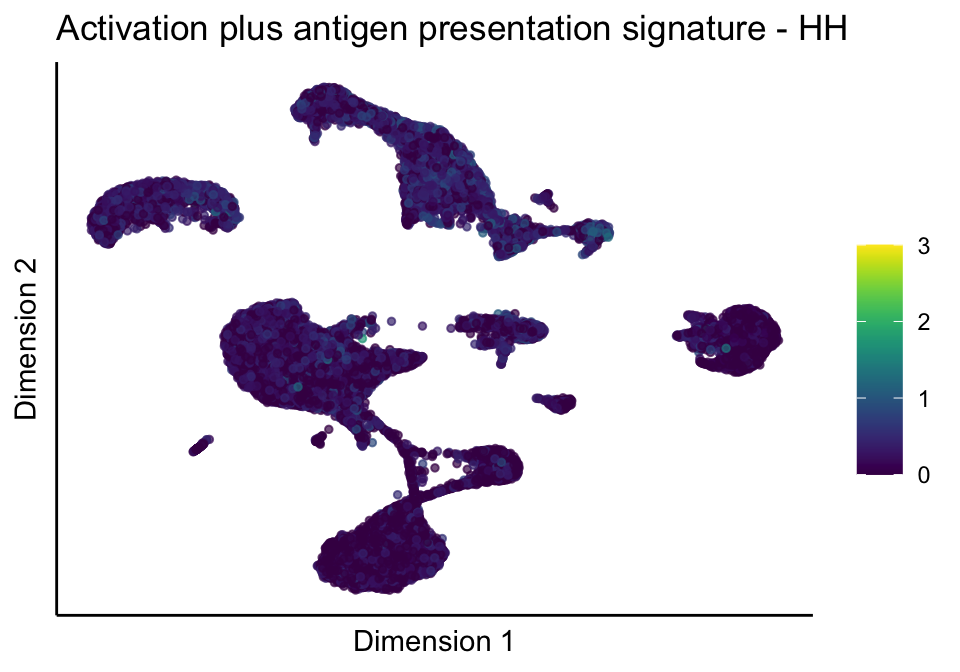 Activation plus antigen presentation signature - HH
Dimension 2
3
2
1
0
Dimension 1